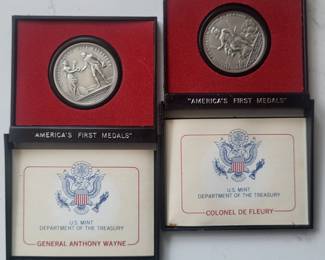 AMERICA'S FIRST MEDALS"
U.S. MINT
DEPARTMENT OF THE TREASURY
GENERAL ANTHONY WAYNE
"AMERICA'S FIRST MEDALS"
U.S. MINT
DEPARTMENT OF THE TREASURY
COLONEL DE FLEURY